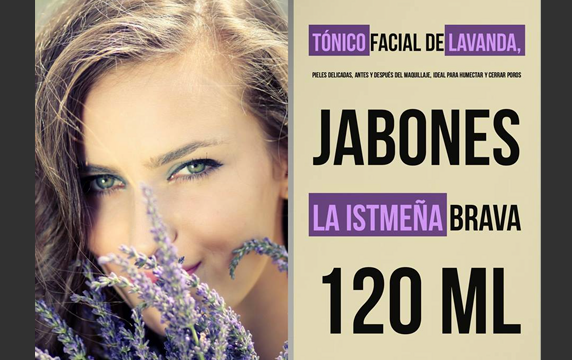 TÓNICO FACIAL DE LAVANDA,
PIELES DELICADAS, ANTES Y DESPUÉS DEL MAQUILLAJE, IDEAL PARA HUMECTAR Y CERRAR POROS
JABONES
LA ISTMEÑA BRAVA
120 ML